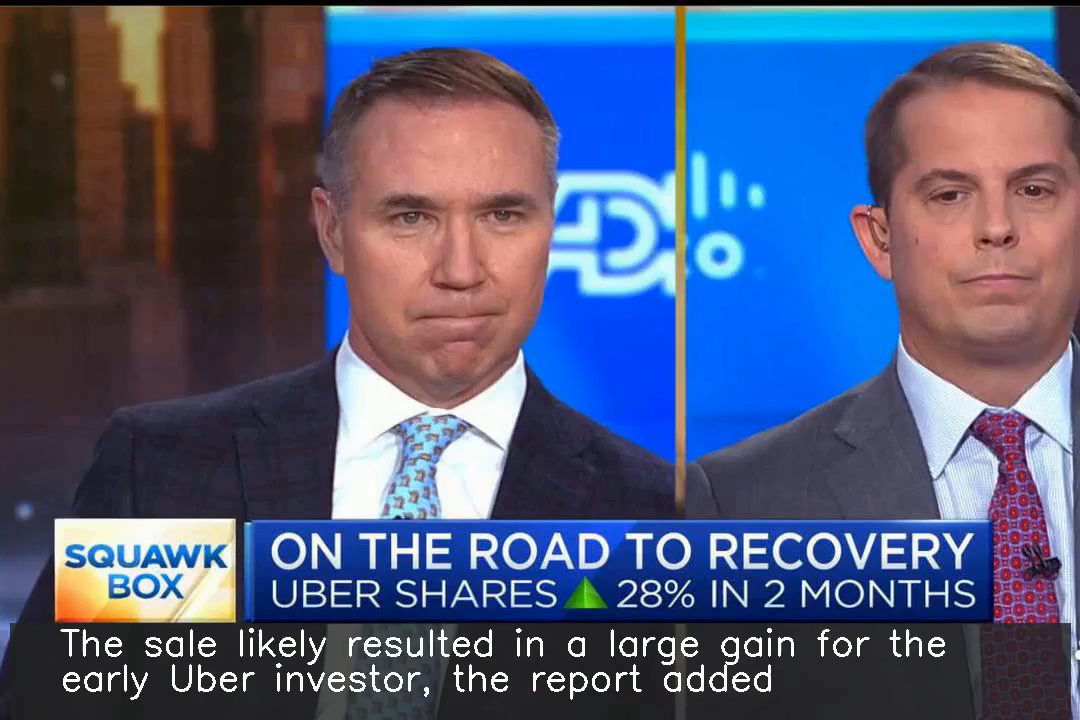 SQUAWK
BOX
ON THE ROAD TO RECOVERY
UBER SHARES ▲ 28% IN 2 MONTHS
The sale likely resulted in a large gain for the
early Uber investor, the report added